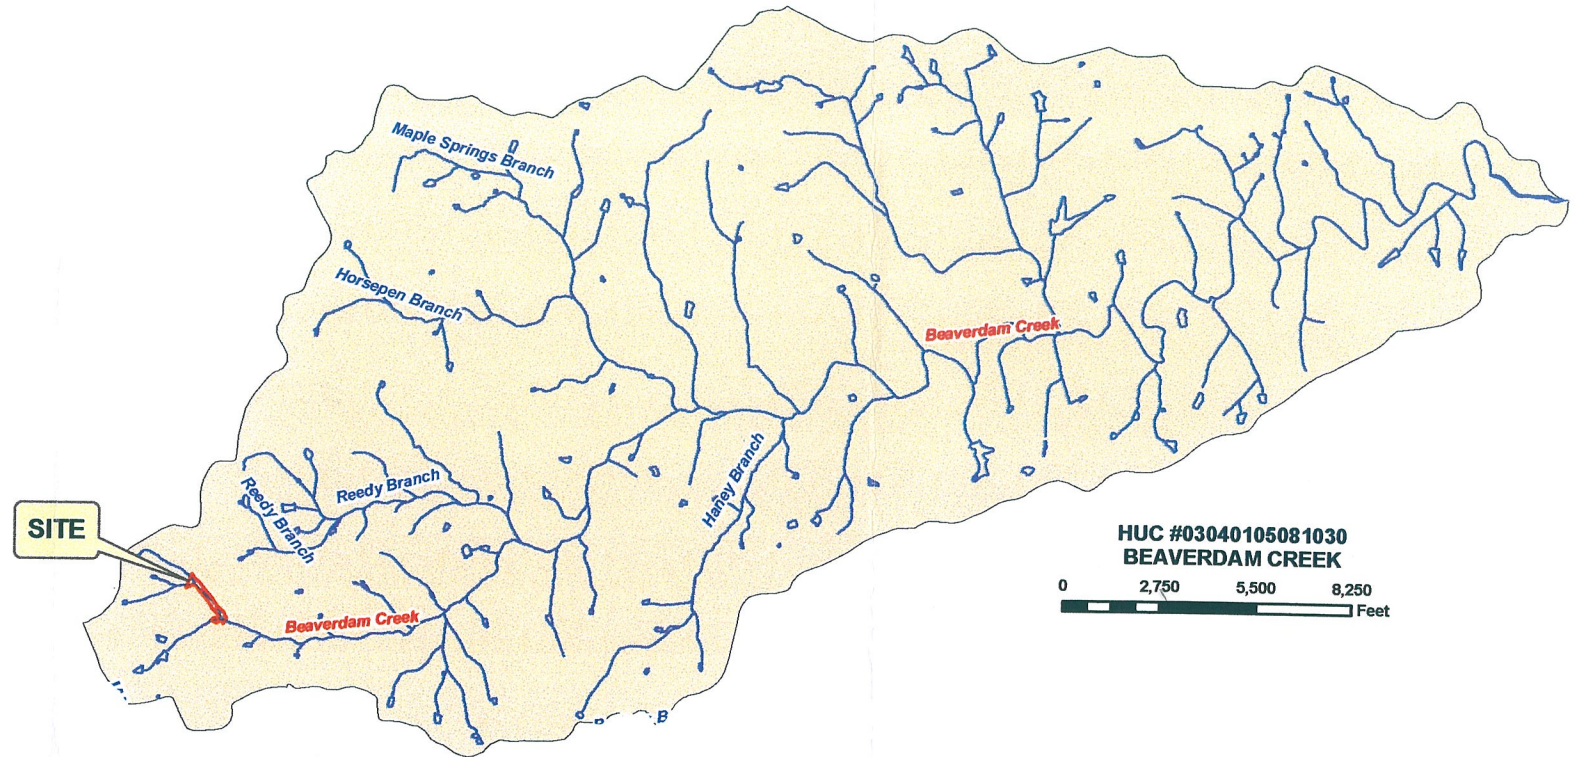 Maple Springs Branch
Horsepen Branch
Beaverdam Creek
Reedy Branch
Reedy Branch
Haney Branch
SITE
Beaverdam Creek
HUC #03040105081030
BEAVERDAM CREEK
0 2,750 5,500 8,250
Feet
B